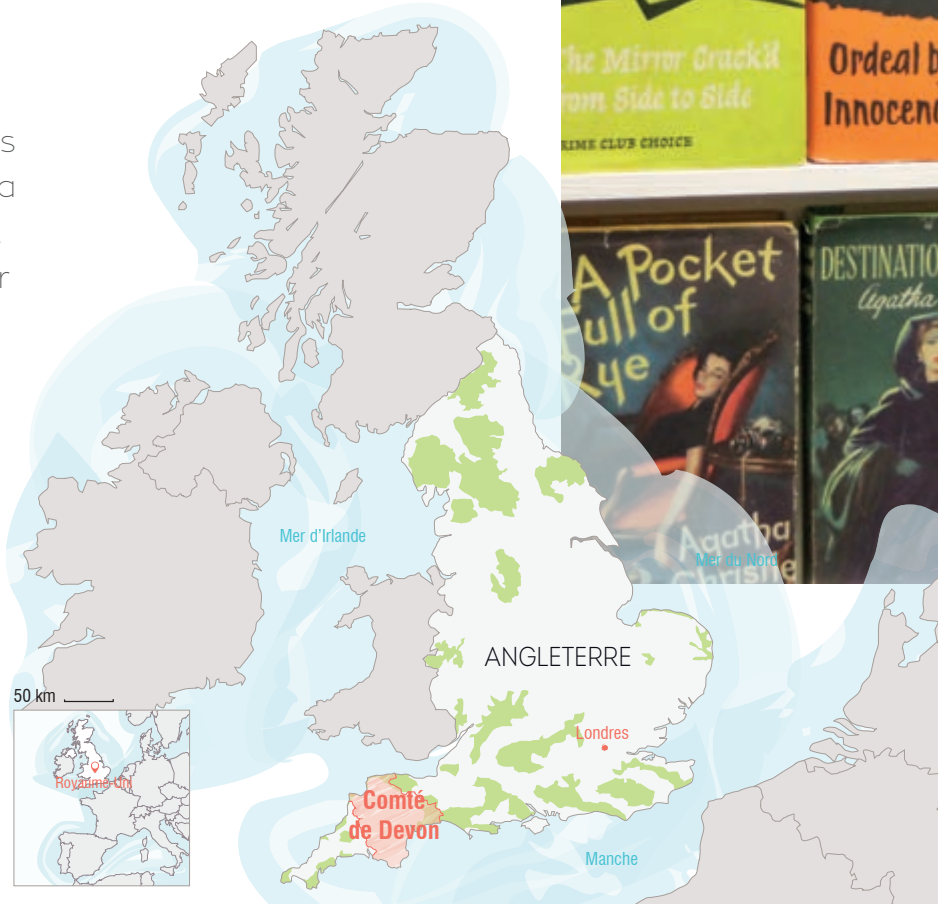 s
a
r
The Mirror Crack'd
from Side to Side
CRIME CLUB CHOICE
Ordeal b
Innocenc
A Pocket
Full of
Rye
Agatha
Christie
DESTINATIO
Agatha
Mer d'Irlande
Mer du Nord
ANGLETERRE
Londres
50 km
Royaume-Uni
Comté
de Devon
Manche